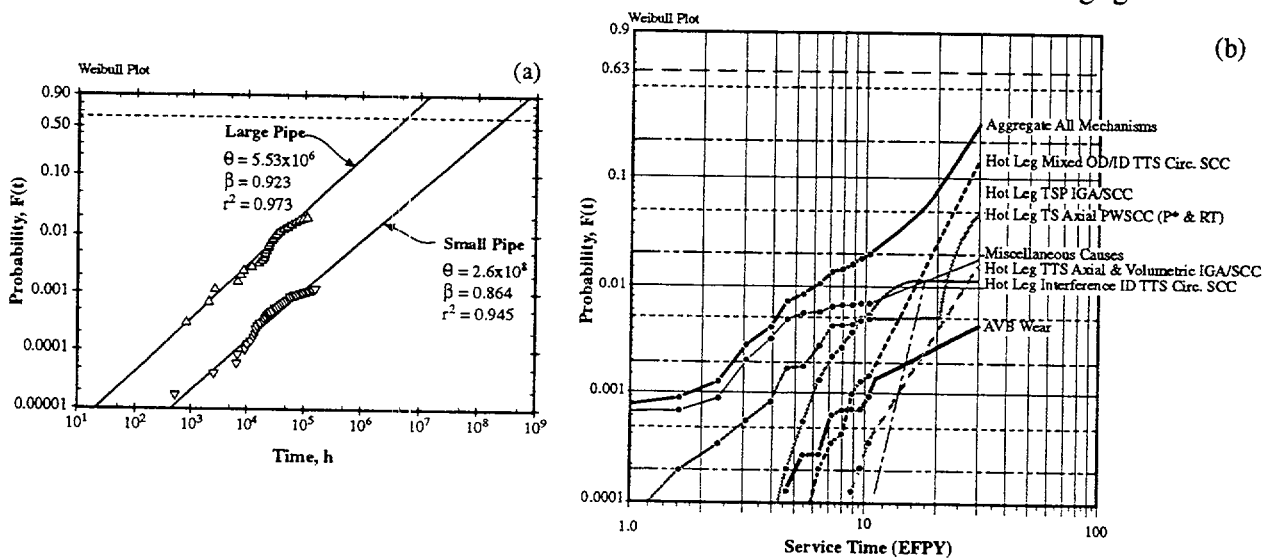 Weibull Plot
(a)
0.90
0.50
0.10
0.01
0.001
0.0001
0.00001
Probability, F(t)
Large Pipe
θ = 5.53x10⁶
β = 0.923
r² = 0.973
Small Pipe
θ = 2.6x10⁸
β = 0.864
r² = 0.945
10¹ 10² 10³ 10⁴ 10⁵ 10⁶ 10⁷ 10⁸ 10⁹
Time, h
Weibull Plot
(b)
0.9
0.63
0.1
0.01
0.001
0.0001
Probability, F(t)
Aggregate All Mechanisms
Hot Leg Mixed OD/ID TTS Circ. SCC
Hot Leg TSP IGA/SCC
Hot Leg TS Axial PWSCC (P* & RT)
Miscellaneous Causes
Hot Leg TTS Axial & Volumetric IGA/SCC
Hot Leg Interference ID TTS Circ. SCC
AVB Wear
1.0 10 100
Service Time (EFPY)